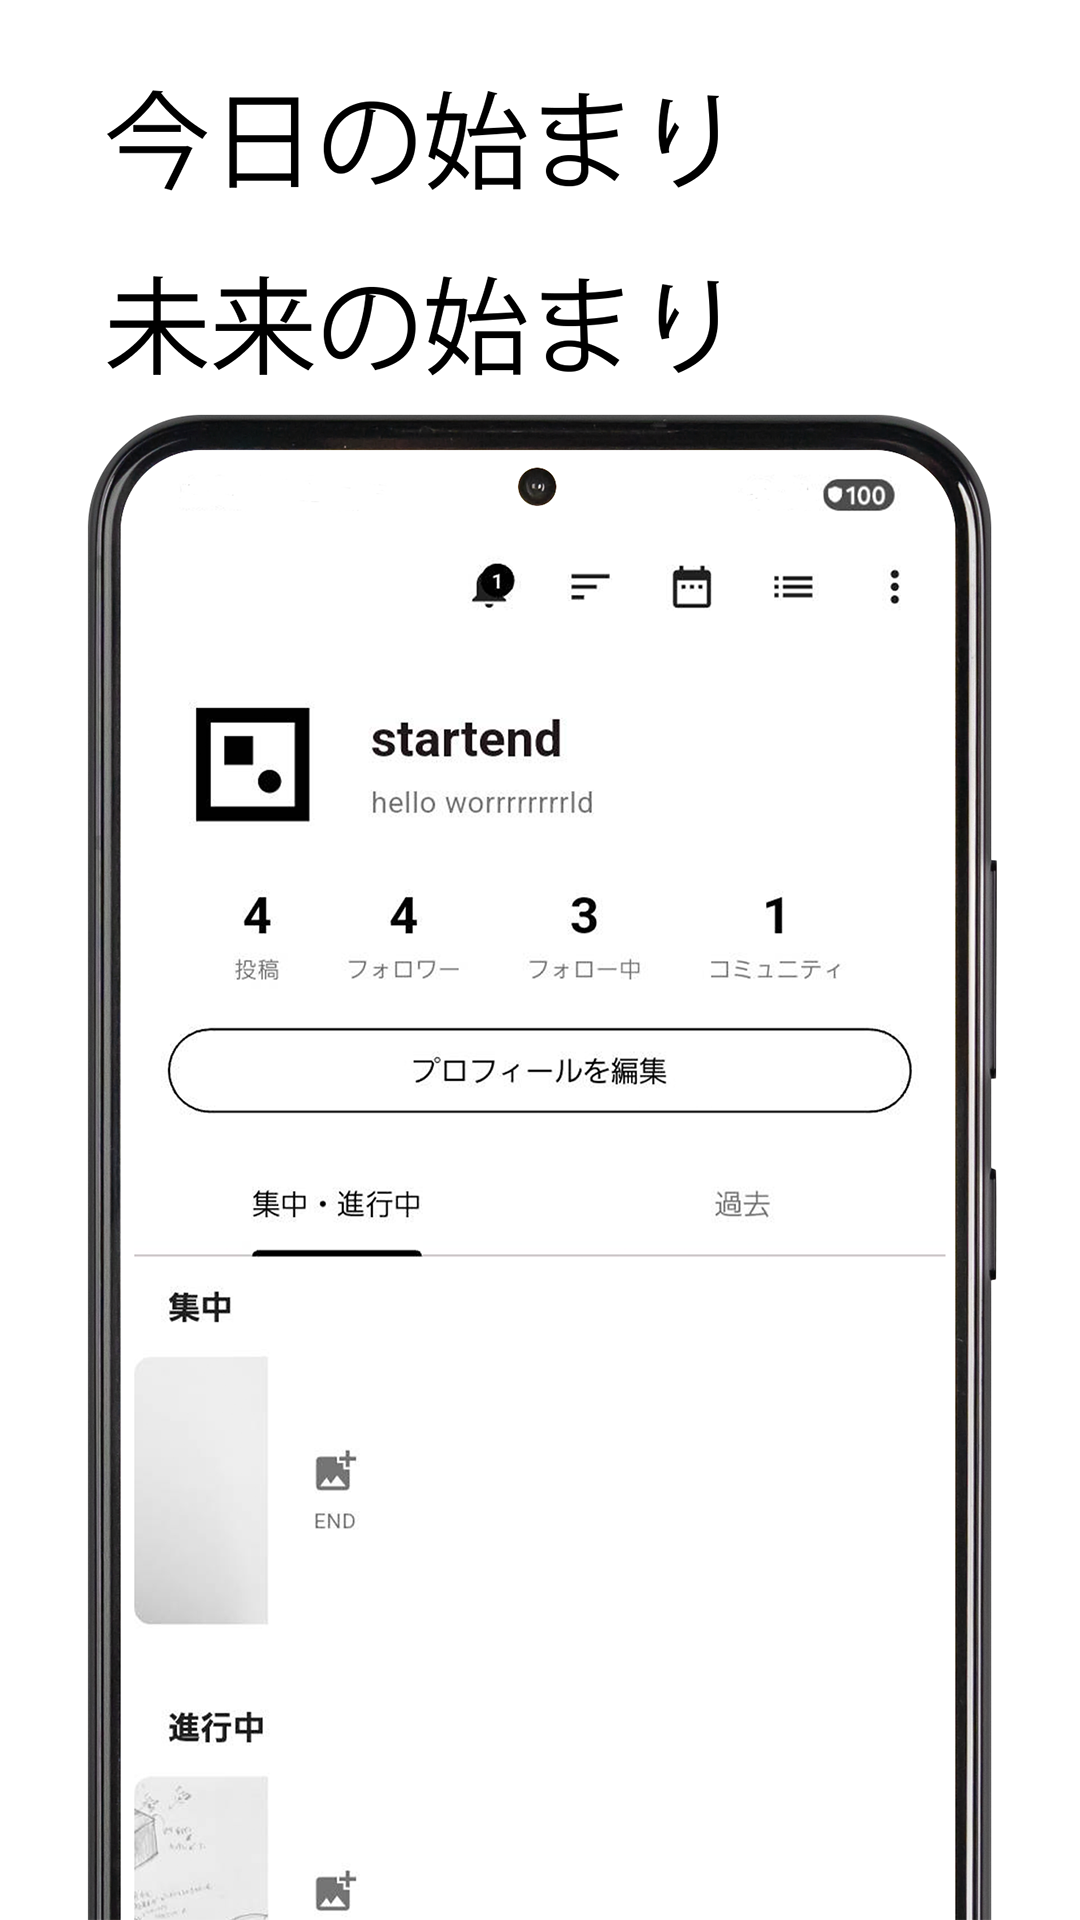 今日の始まり
未来の始まり
100
1
startend
hello worrrrrrrrld
4 4 3 1
投稿 フォロワー フォロー中 コミュニティ
プロフィールを編集
集中・進行中 過去
集中
END
進行中